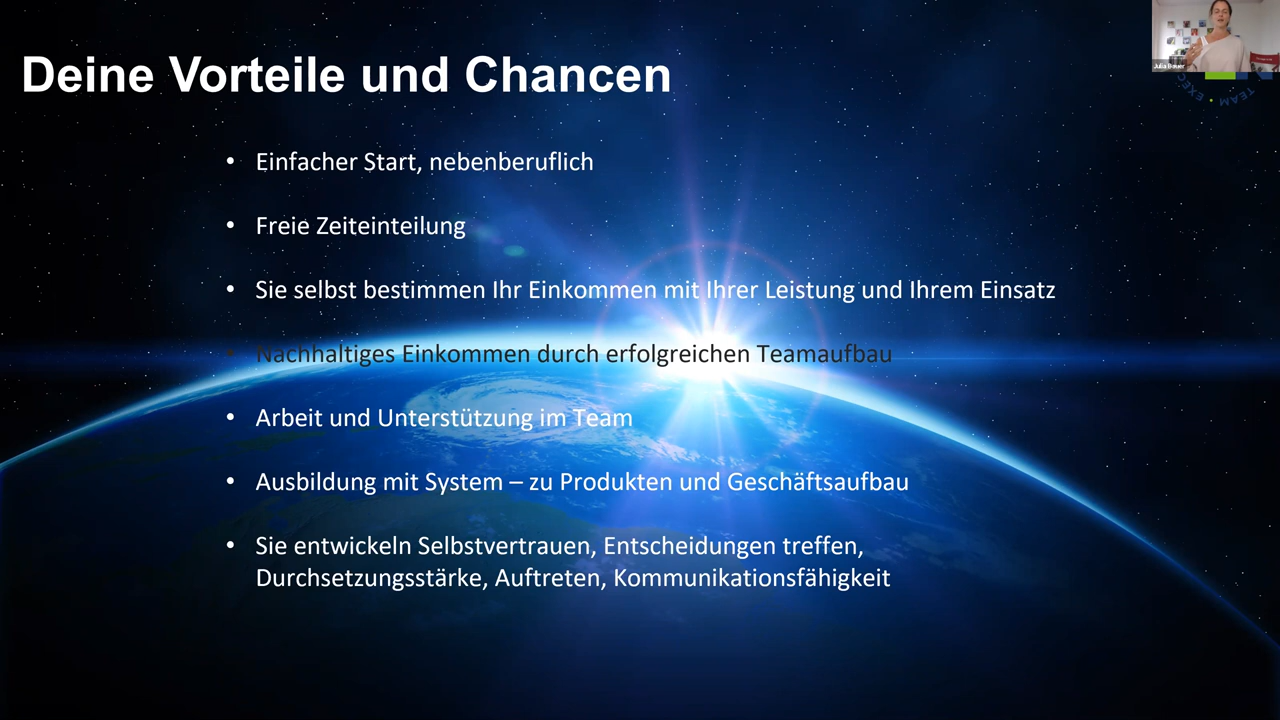 Deine Vorteile und Chancen
• Einfacher Start, nebenberuflich
• Freie Zeiteinteilung
• Sie selbst bestimmen Ihr Einkommen mit Ihrer Leistung und Ihrem Einsatz
• Nachhaltiges Einkommen durch erfolgreichen Teamaufbau
• Arbeit und Unterstützung im Team
• Ausbildung mit System – zu Produkten und Geschäftsaufbau
• Sie entwickeln Selbstvertrauen, Entscheidungen treffen,
Durchsetzungsstärke, Auftreten, Kommunikationsfähigkeit
TEAM